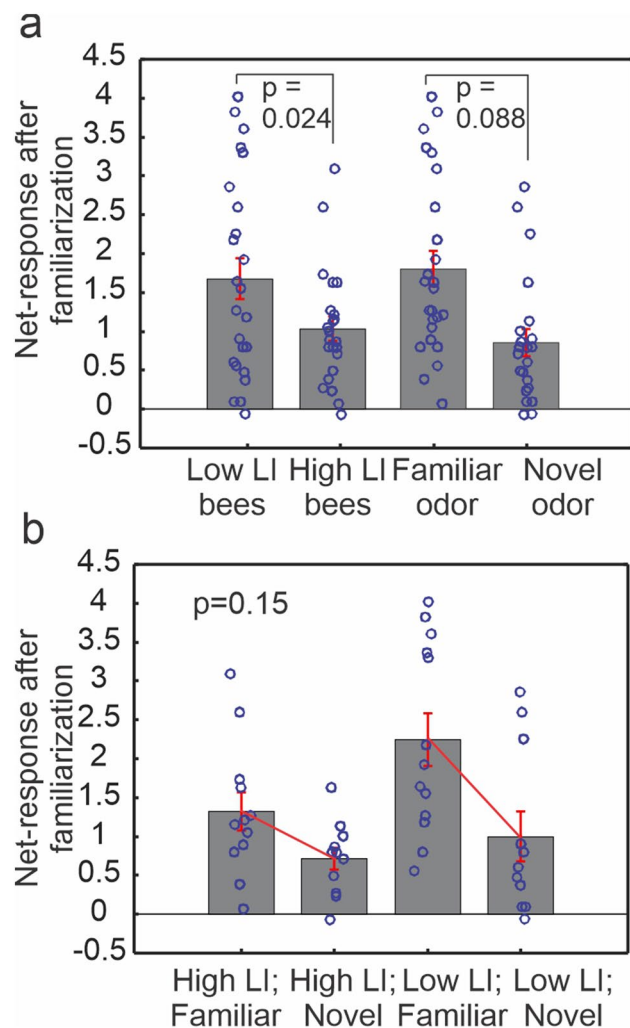 a
Net-response after
familiarization
4.5
4
3.5
3
2.5
2
1.5
1
0.5
0
-0.5
p =
0.024
p =
0.088
Low LI
bees
High LI
bees
Familiar
odor
Novel
odor
b
Net-response after
familiarization
4.5
4
3.5
3
2.5
2
1.5
1
0.5
0
-0.5
p=0.15
High LI;
Familiar
High LI;
Novel
Low LI;
Familiar
Low LI;
Novel